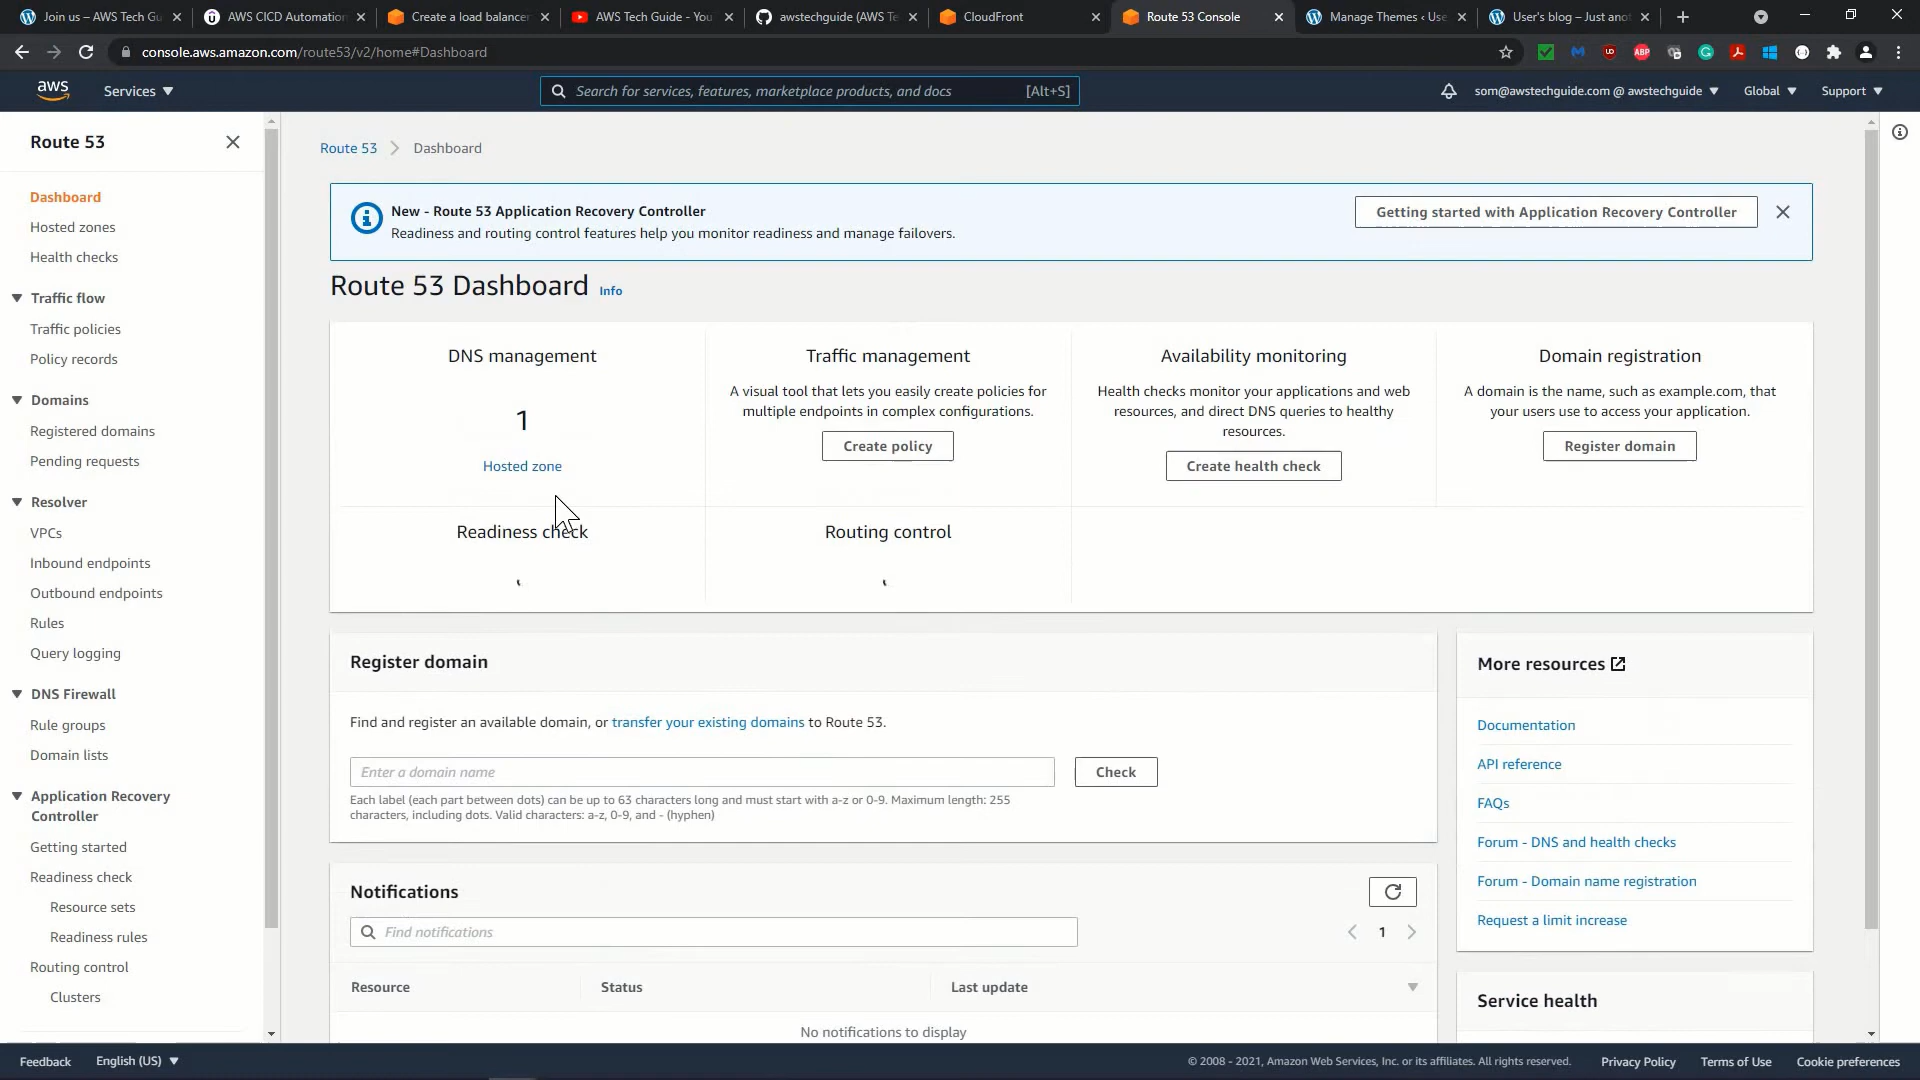 Join us – AWS Tech Gu
AWS CICD Automation
Create a load balancer
AWS Tech Guide - You
awstechguide (AWS Te
CloudFront
Route 53 Console
Manage Themes ‹ Use
User's blog – Just anot
console.aws.amazon.com/route53/v2/home#Dashboard
aws
Services
Search for services, features, marketplace products, and docs
[Alt+S]
som@awstechguide.com @ awstechguide
Global
Support
Route 53
Dashboard
Hosted zones
Health checks
Traffic flow
Traffic policies
Policy records
Domains
Registered domains
Pending requests
Resolver
VPCs
Inbound endpoints
Outbound endpoints
Rules
Query logging
DNS Firewall
Rule groups
Domain lists
Application Recovery
Controller
Getting started
Readiness check
Resource sets
Readiness rules
Routing control
Clusters
Route 53
Dashboard
New - Route 53 Application Recovery Controller
Readiness and routing control features help you monitor readiness and manage failovers.
Getting started with Application Recovery Controller
Route 53 Dashboard Info
DNS management
1
Hosted zone
Traffic management
A visual tool that lets you easily create policies for
multiple endpoints in complex configurations.
Create policy
Availability monitoring
Health checks monitor your applications and web
resources, and direct DNS queries to healthy
resources.
Create health check
Domain registration
A domain is the name, such as example.com, that
your users use to access your application.
Register domain
Readiness check
Routing control
Register domain
Find and register an available domain, or transfer your existing domains to Route 53.
Enter a domain name
Check
Each label (each part between dots) can be up to 63 characters long and must start with a-z or 0-9. Maximum length: 255
characters, including dots. Valid characters: a-z, 0-9, and - (hyphen)
Notifications
Find notifications
1
Resource
Status
Last update
No notifications to display
More resources
Documentation
API reference
FAQs
Forum - DNS and health checks
Forum - Domain name registration
Request a limit increase
Service health
Feedback
English (US)
© 2008 - 2021, Amazon Web Services, Inc. or its affiliates. All rights reserved.
Privacy Policy
Terms of Use
Cookie preferences